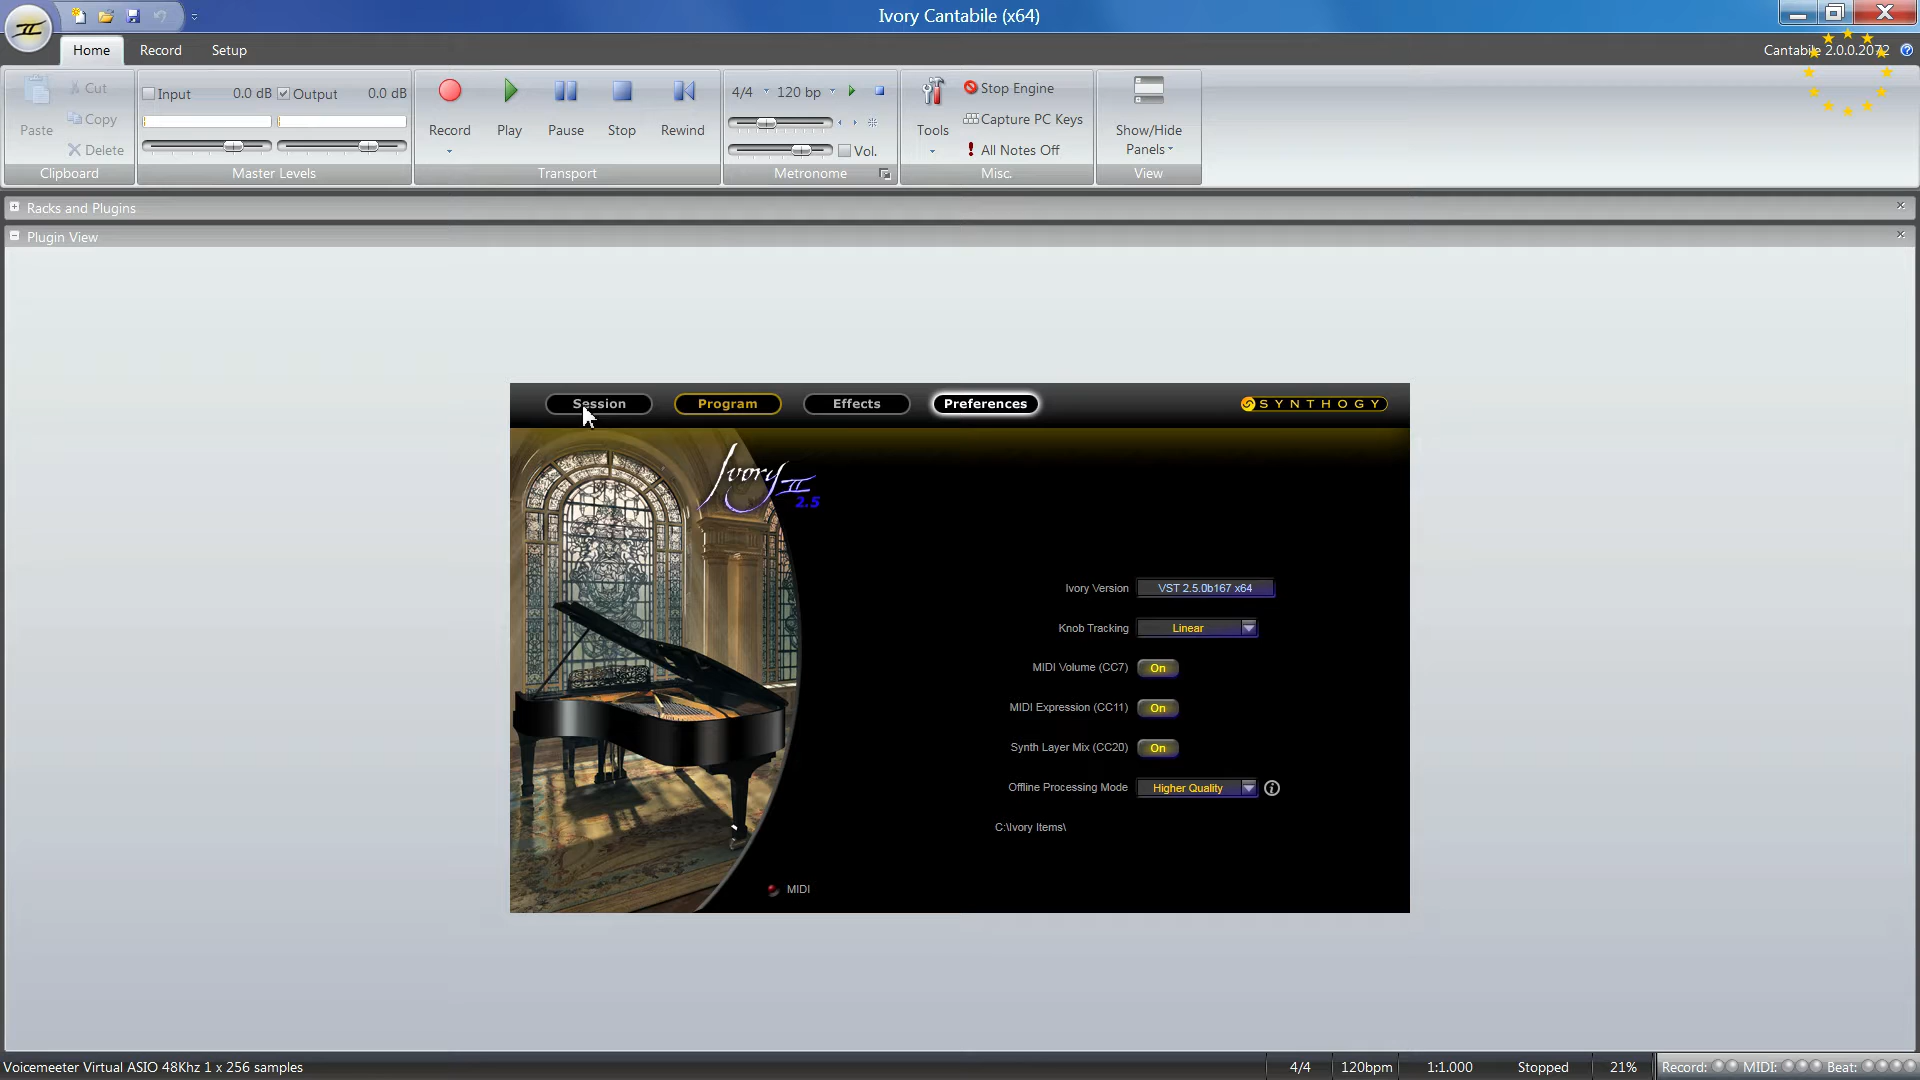 Ivory Cantabile (x64)
Home Record Setup
Cantabile 2.0.0.2072
Paste
Cut
Copy
Delete
Clipboard
Input 0.0 dB Output 0.0 dB
Master Levels
Record Play Pause Stop Rewind
Transport
4/4 120 bp
Vol.
Metronome
Tools
Stop Engine
Capture PC Keys
All Notes Off
Misc.
Show/Hide
Panels
View
Racks and Plugins
Plugin View
Session Program Effects Preferences
SYNTHOGY
Ivory II
2.5
Ivory Version VST 2.5.0b167 x64
Knob Tracking Linear
MIDI Volume (CC7) On
MIDI Expression (CC11) On
Synth Layer Mix (CC20) On
Offline Processing Mode Higher Quality
C:\Ivory Items\
MIDI
Voicemeeter Virtual ASIO 48Khz 1 x 256 samples
4/4 120bpm 1:1.000 Stopped 21% Record: MIDI: Beat: